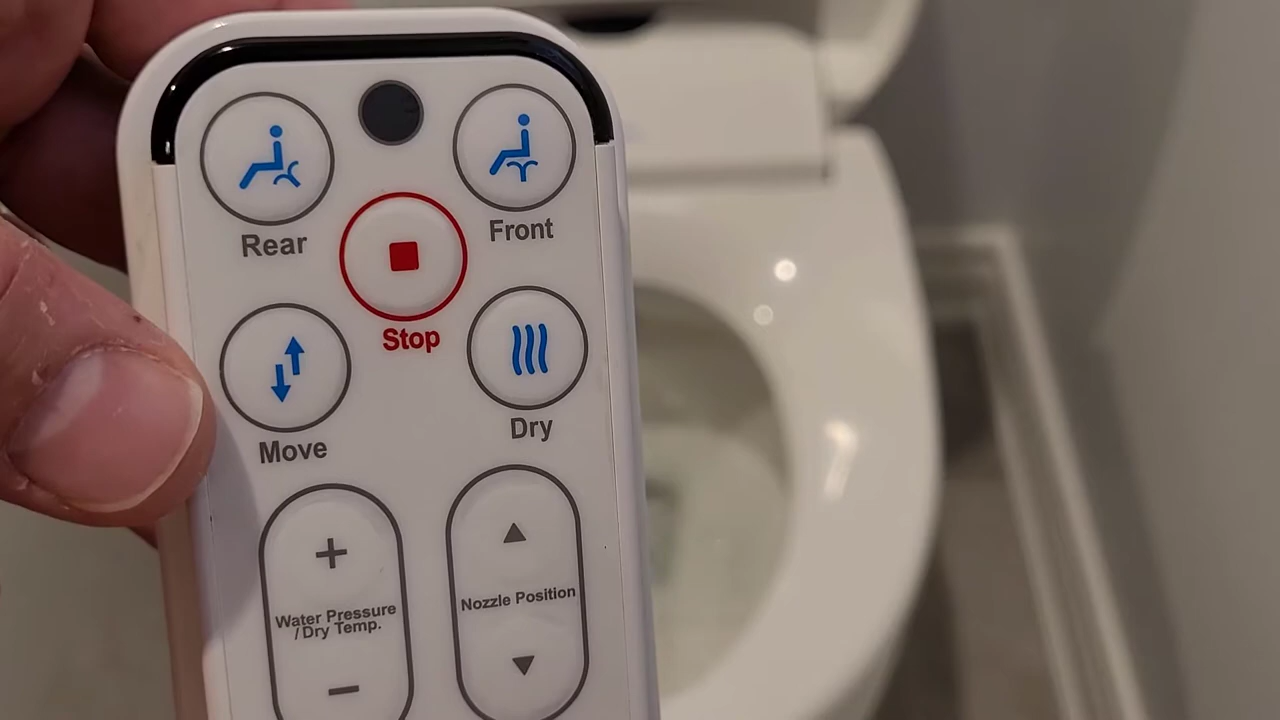 Rear
Front
Stop
Move
Dry
+
Water Pressure
/Dry Temp.
−
▲
Nozzle Position
▼